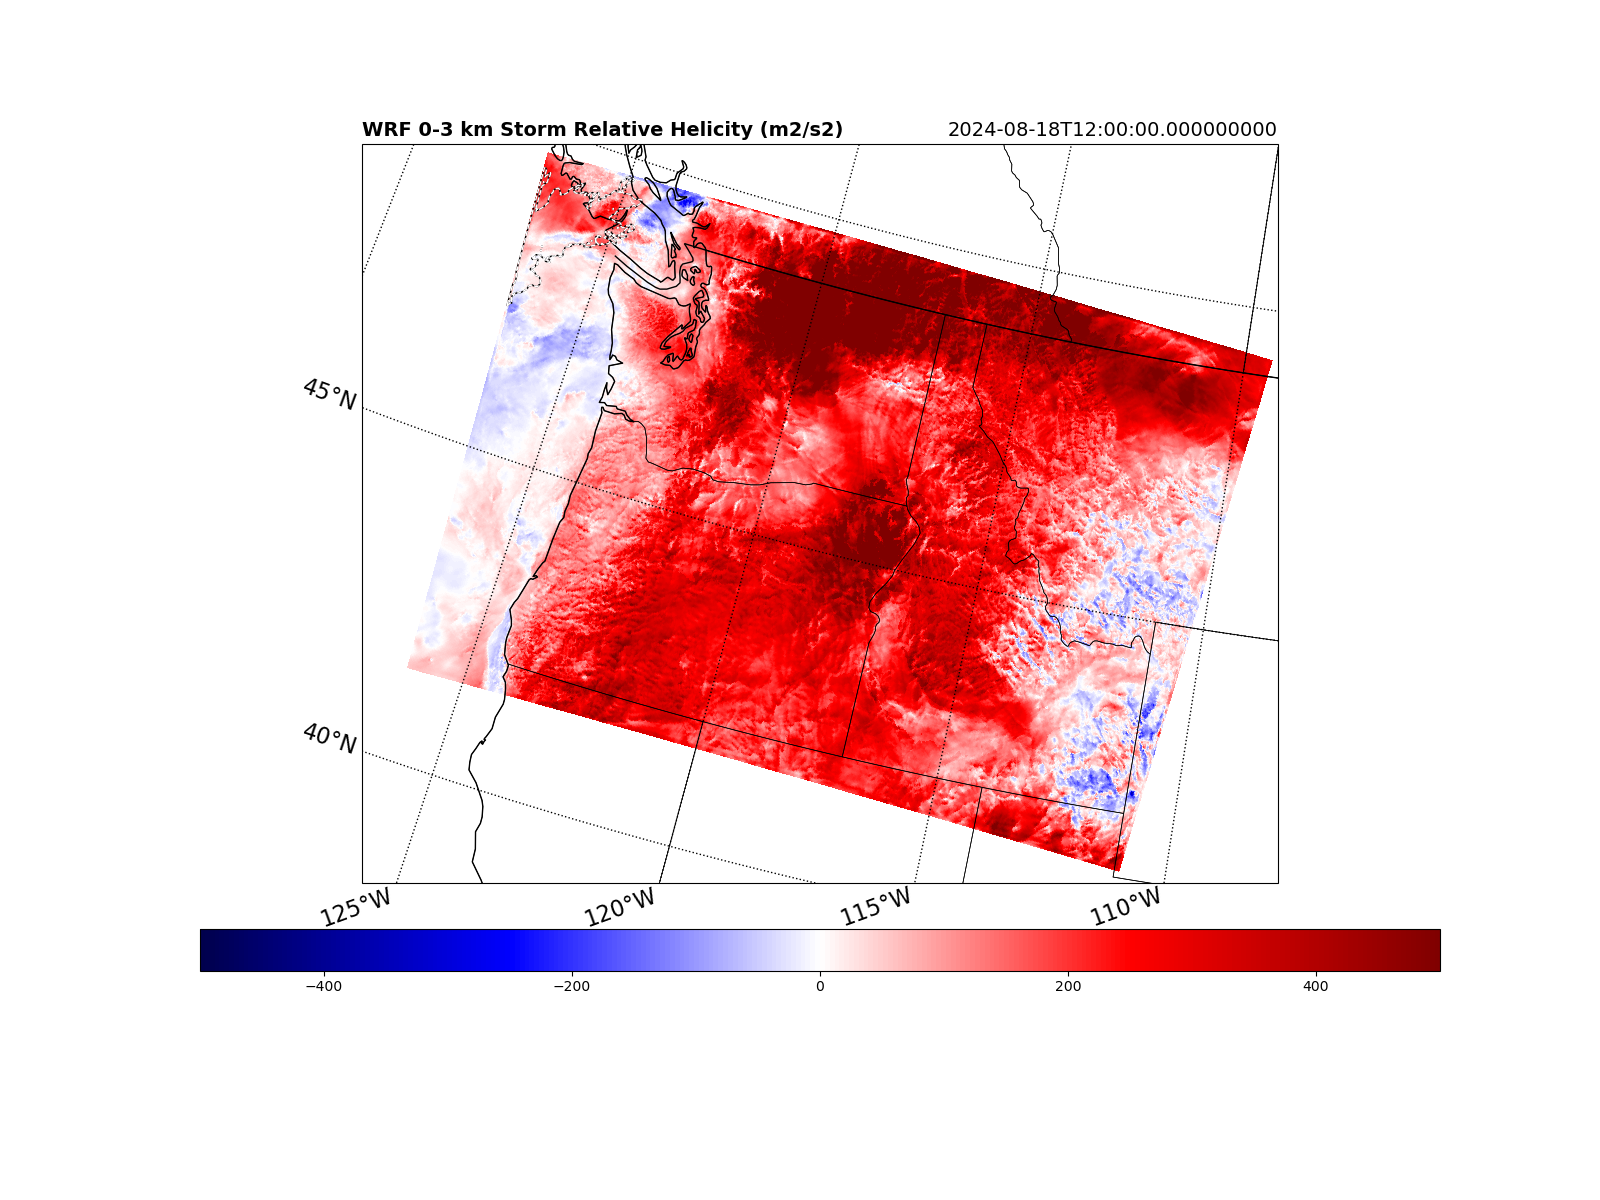 WRF 0-3 km Storm Relative Helicity (m2/s2) 2024-08-18T12:00:00.000000000
45°N
40°N
125°W 120°W 115°W 110°W
−400 −200 0 200 400